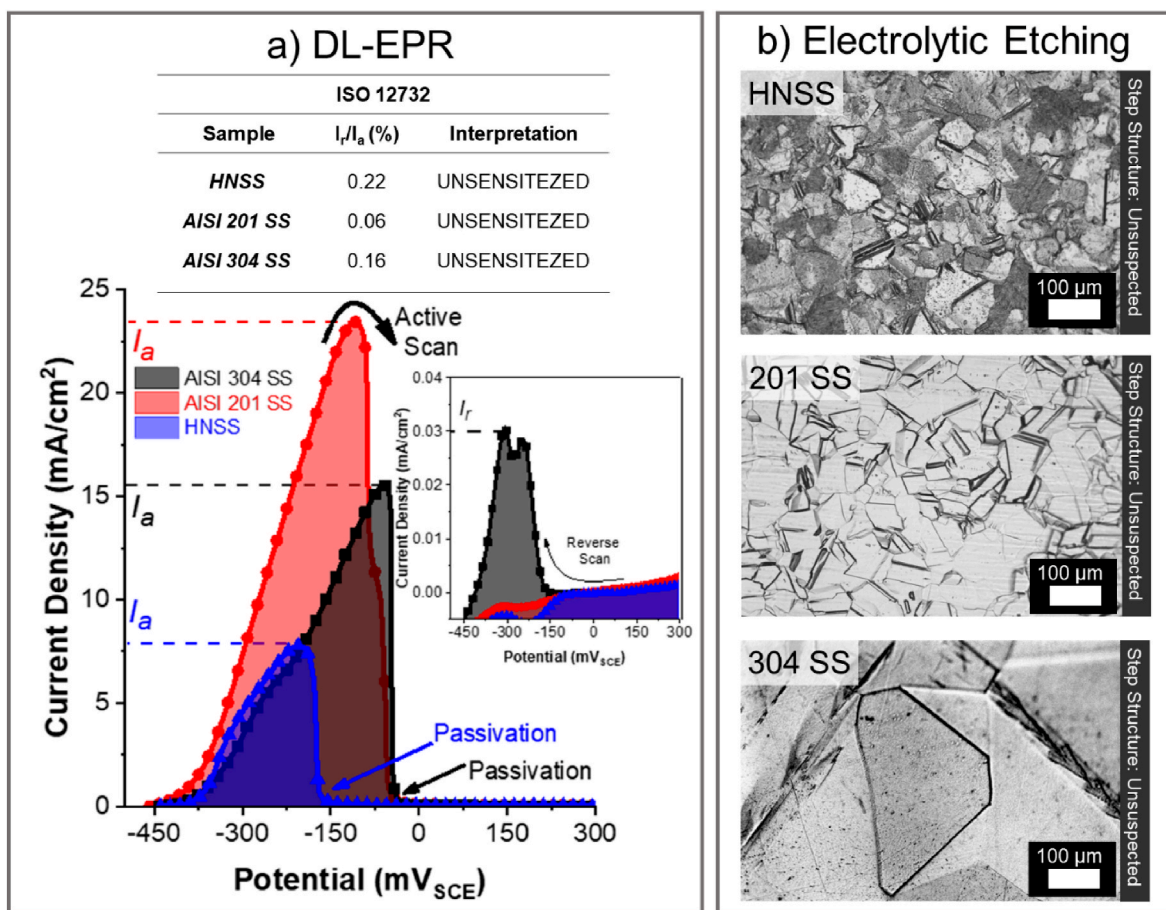 a) DL-EPR
ISO 12732
Sample Iᵣ/Iₐ (%) Interpretation
HNSS 0.22 UNSENSITEZED
AISI 201 SS 0.06 UNSENSITEZED
AISI 304 SS 0.16 UNSENSITEZED
25
20
15
10
5
0
Current Density (mA/cm²)
Iₐ
Iₐ
Iₐ
Active
Scan
AISI 304 SS
AISI 201 SS
HNSS
0.04
0.03
0.02
0.01
0.00
Current Density (mA/cm²)
Iᵣ
Reverse
Scan
-450 -300 -150 0 150 300
Potential (mV_SCE)
Passivation
Passivation
-450 -300 -150 0 150 300
Potential (mV_SCE)
b) Electrolytic Etching
HNSS
Step Structure: Unsuspected
100 µm
201 SS
Step Structure: Unsuspected
100 µm
304 SS
Step Structure: Unsuspected
100 µm